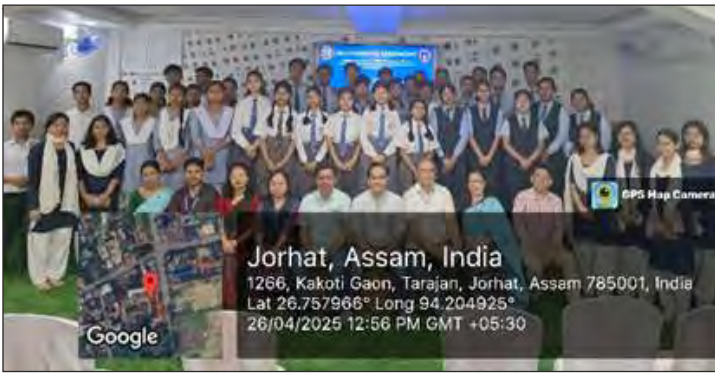 GPS Map Camera
Jorhat, Assam, India
1266, Kakoti Gaon, Tarajan, Jorhat, Assam 785001, India
Lat 26.757966° Long 94.204925°
26/04/2025 12:56 PM GMT +05:30
Google